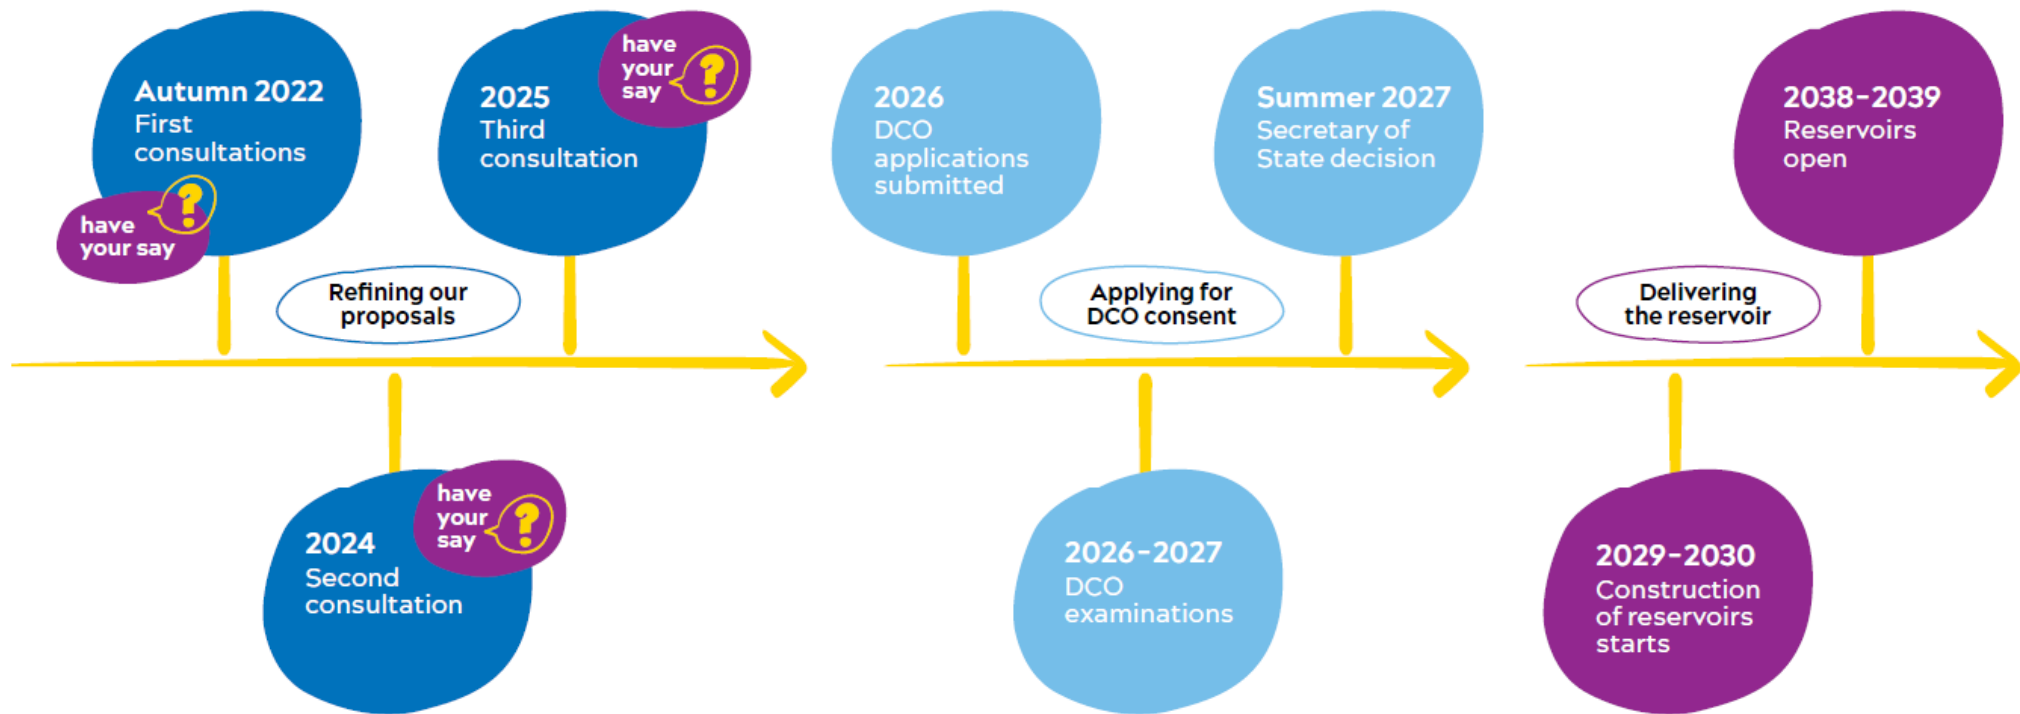 Autumn 2022
First
consultations
have
your say
Refining our
proposals
2024
Second
consultation
have
your
say
2025
Third
consultation
have
your
say
2026
DCO
applications
submitted
Applying for
DCO consent
2026-2027
DCO
examinations
Summer 2027
Secretary of
State decision
Delivering
the reservoir
2029-2030
Construction
of reservoirs
starts
2038-2039
Reservoirs
open